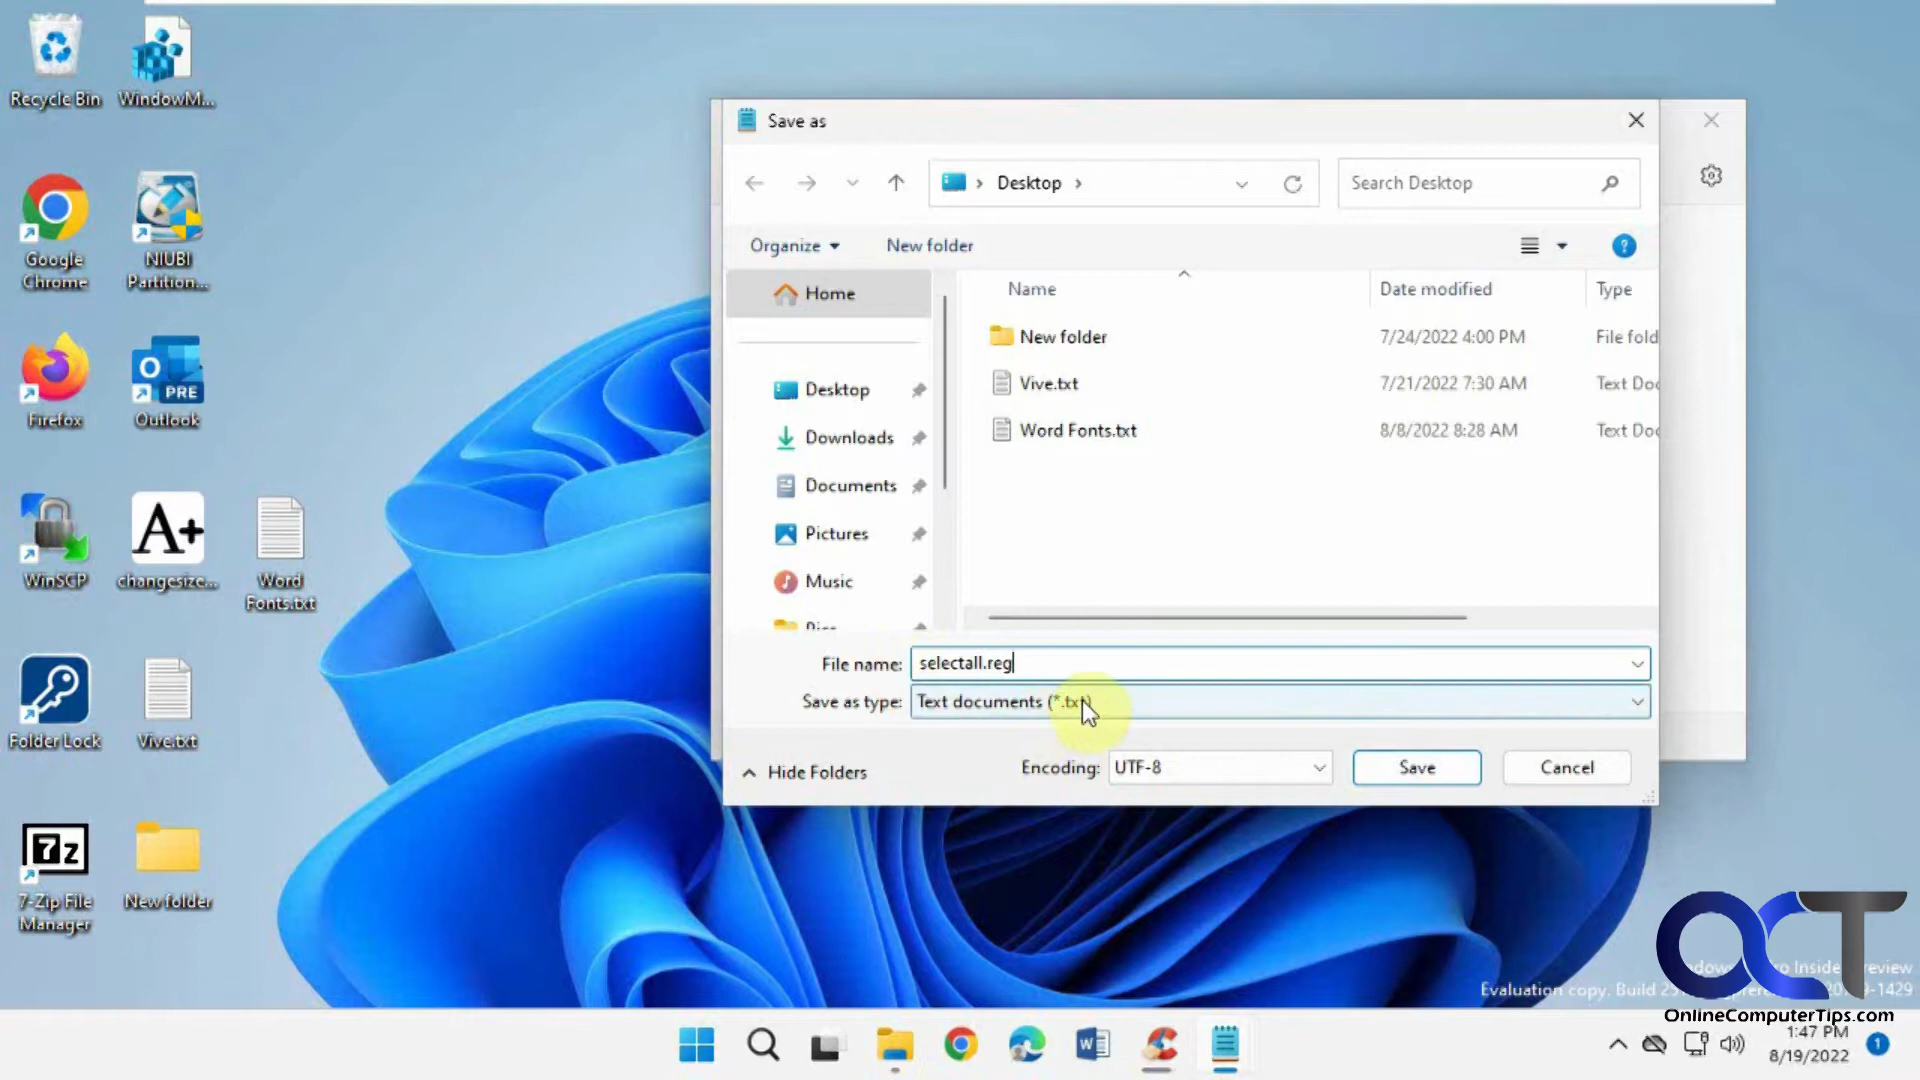 Recycle Bin
WindowM...
Google
Chrome
NIUBI
Partition...
Firefox
O
PRE
Outlook
WinSCP
A+
changesize...
Word
Fonts.txt
Folder Lock
Vive.txt
7z
7-Zip File
Manager
New folder
Save as
Desktop
Search Desktop
Organize
New folder
?
Home
Desktop
Downloads
Documents
Pictures
Music
Name
Date modified
Type
New folder
7/24/2022 4:00 PM
File fold
Vive.txt
7/21/2022 7:30 AM
Text Doc
Word Fonts.txt
8/8/2022 8:28 AM
Text Doc
File name:
selectall.reg
Save as type:
Text documents (*.txt)
Hide Folders
Encoding:
UTF-8
Save
Cancel
Evaluation copy. Build
OCT
OnlineComputerTips.com
W
1:47 PM
8/19/2022
1